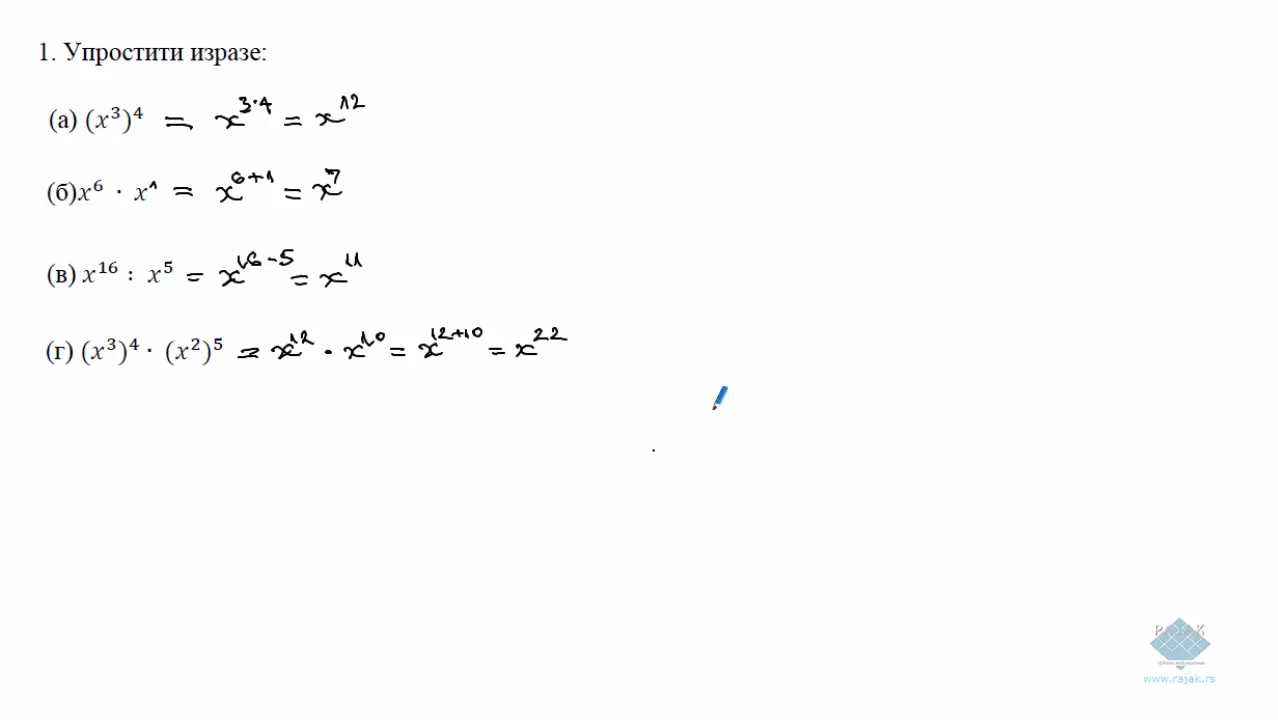 1. Упростити изразе:
(а) (x³)⁴ = x³·⁴ = x¹²
(б) x⁶ · x¹ = x⁶⁺¹ = x⁷
(в) x¹⁶ : x⁵ = x¹⁶⁻⁵ = x¹¹
(г) (x³)⁴ · (x²)⁵ = x¹² · x¹⁰ = x¹²⁺¹⁰ = x²²
www.rajak.rs